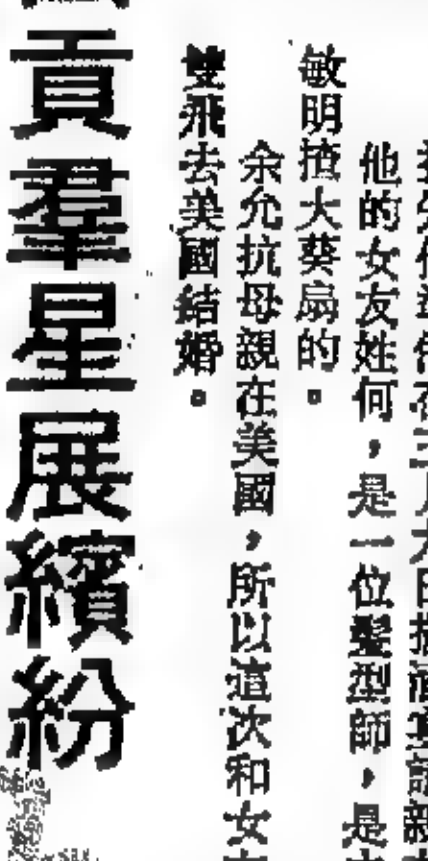 他的女友姓何，是一位髮型師，是
敏明揸大葵扇的。
余允抗母親在美國，所以這次和女
雙飛去美國結婚。
貢羣星展繽紛